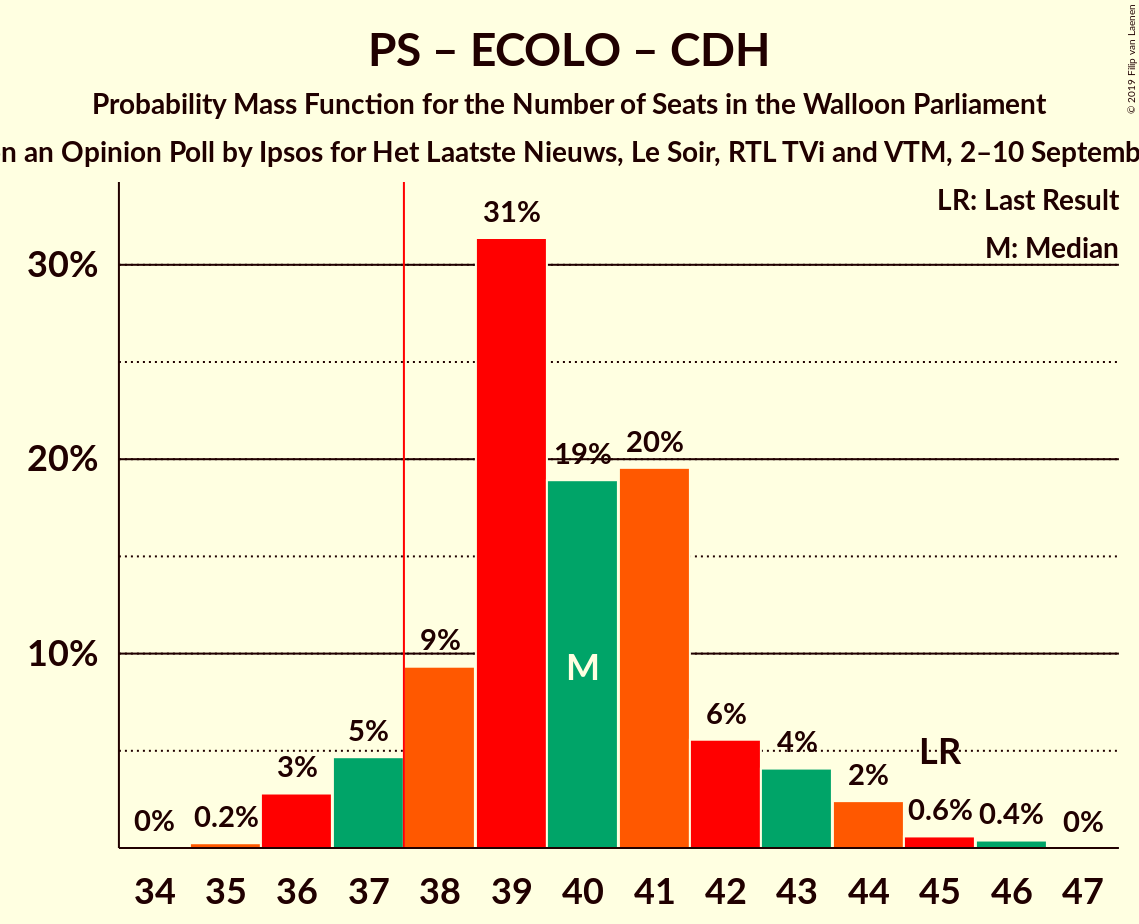 PS – ECOLO – CDH
Probability Mass Function for the Number of Seats in the Walloon Parliament
n an Opinion Poll by Ipsos for Het Laatste Nieuws, Le Soir, RTL TVi and VTM, 2–10 Septemb
© 2019 Filip van Laenen
LR: Last Result
M: Median
31%
30%
20%
20%
19%
10%
9%
M
6%
5%
4%
LR
3%
2%
0%
0.2%
0.6%
0.4%
0%
34 35 36 37 38 39 40 41 42 43 44 45 46 47